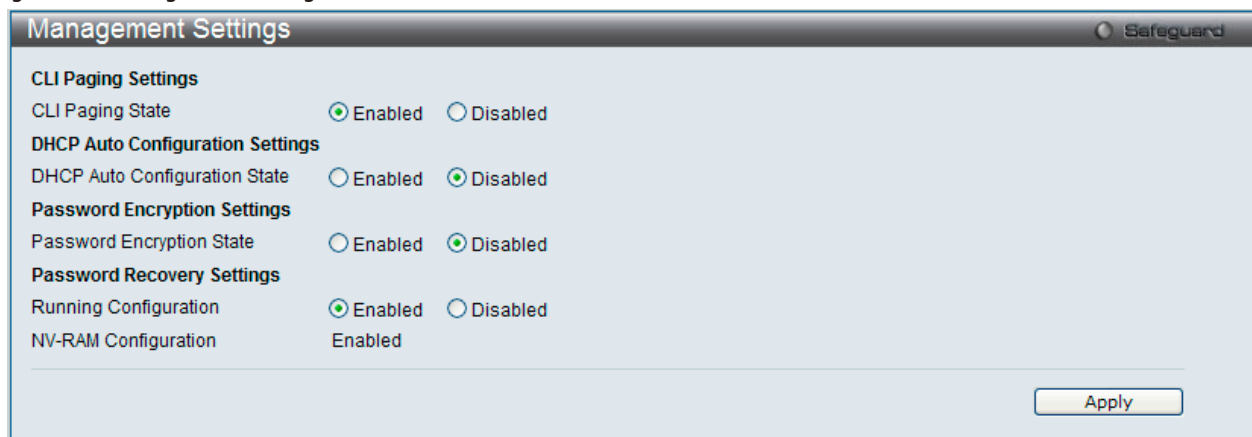 Management Settings
Safeguard
CLI Paging Settings
CLI Paging State Enabled Disabled
DHCP Auto Configuration Settings
DHCP Auto Configuration State Enabled Disabled
Password Encryption Settings
Password Encryption State Enabled Disabled
Password Recovery Settings
Running Configuration Enabled Disabled
NV-RAM Configuration Enabled
Apply